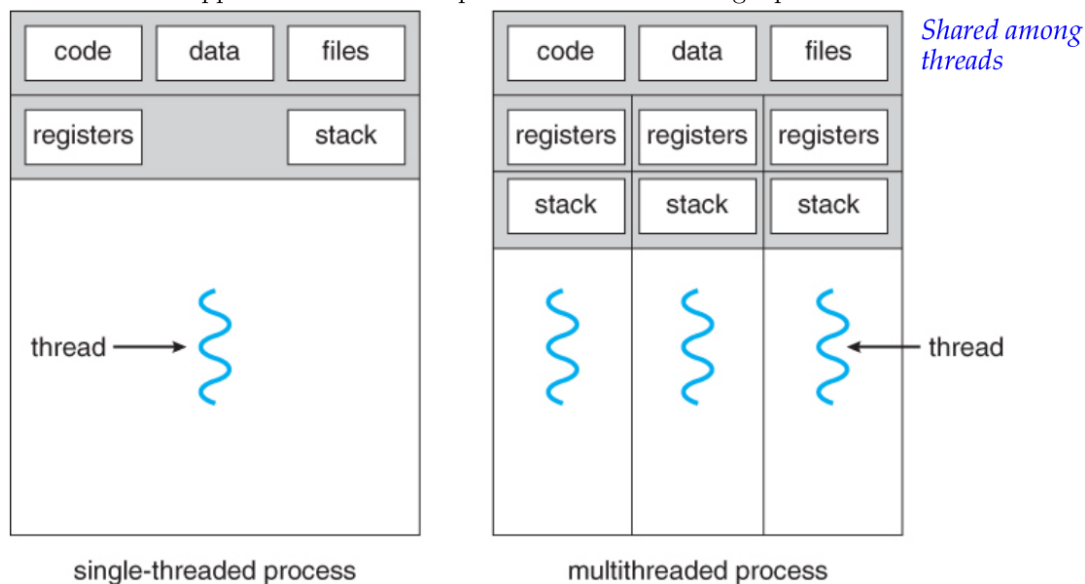 code data files code data files Shared among
threads
registers stack registers registers registers
stack stack stack
thread thread
single-threaded process multithreaded process